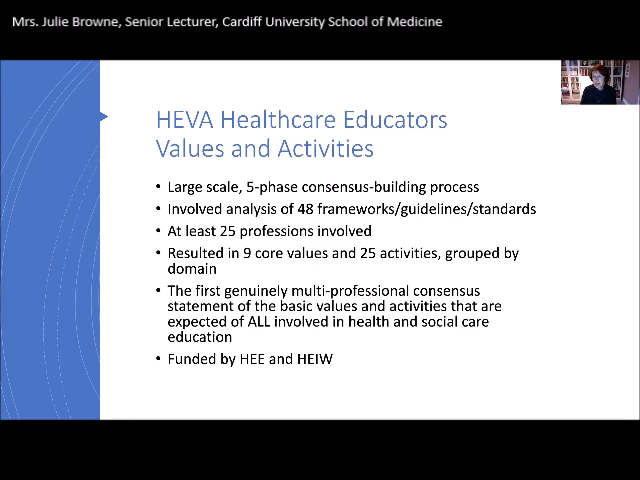 Mrs. Julie Browne, Senior Lecturer, Cardiff University School of Medicine
HEVA Healthcare Educators
Values and Activities
• Large scale, 5-phase consensus-building process
• Involved analysis of 48 frameworks/guidelines/standards
• At least 25 professions involved
• Resulted in 9 core values and 25 activities, grouped by
domain
• The first genuinely multi-professional consensus
statement of the basic values and activities that are
expected of ALL involved in health and social care
education
• Funded by HEE and HEIW